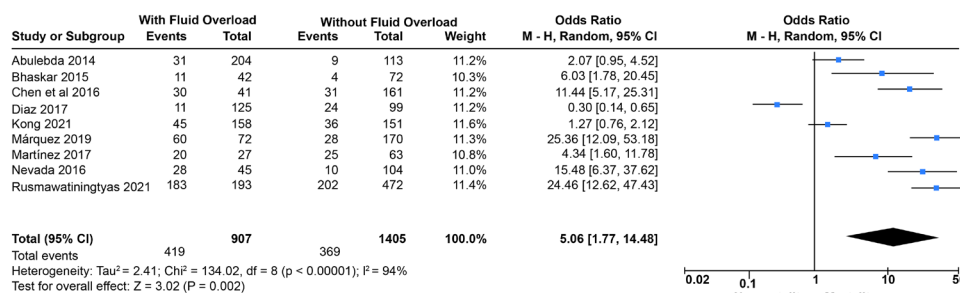 With Fluid Overload Without Fluid Overload Odds Ratio Odds Ratio
Study or Subgroup Events Total Events Total Weight M - H, Random, 95% CI M - H, Random, 95% CI
Abulebda 2014 31 204 9 113 11.2% 2.07 [0.95, 4.52]
Bhaskar 2015 11 42 4 72 10.3% 6.03 [1.78, 20.45]
Chen et al 2016 30 41 31 161 11.2% 11.44 [5.17, 25.31]
Diaz 2017 11 125 24 99 11.2% 0.30 [0.14, 0.65]
Kong 2021 45 158 36 151 11.6% 1.27 [0.76, 2.12]
Márquez 2019 60 72 28 170 11.3% 25.36 [12.09, 53.18]
Martínez 2017 20 27 25 63 10.8% 4.34 [1.60, 11.78]
Nevada 2016 28 45 10 104 11.0% 15.48 [6.37, 37.62]
Rusmawatiningtyas 2021 183 193 202 472 11.4% 24.46 [12.62, 47.43]
Total (95% CI) 907 1405 100.0% 5.06 [1.77, 14.48]
Total events 419 369
Heterogeneity: Tau² = 2.41; Chi² = 134.02, df = 8 (p < 0.00001); I² = 94%
Test for overall effect: Z = 3.02 (P = 0.002)
0.02 0.1 1 10